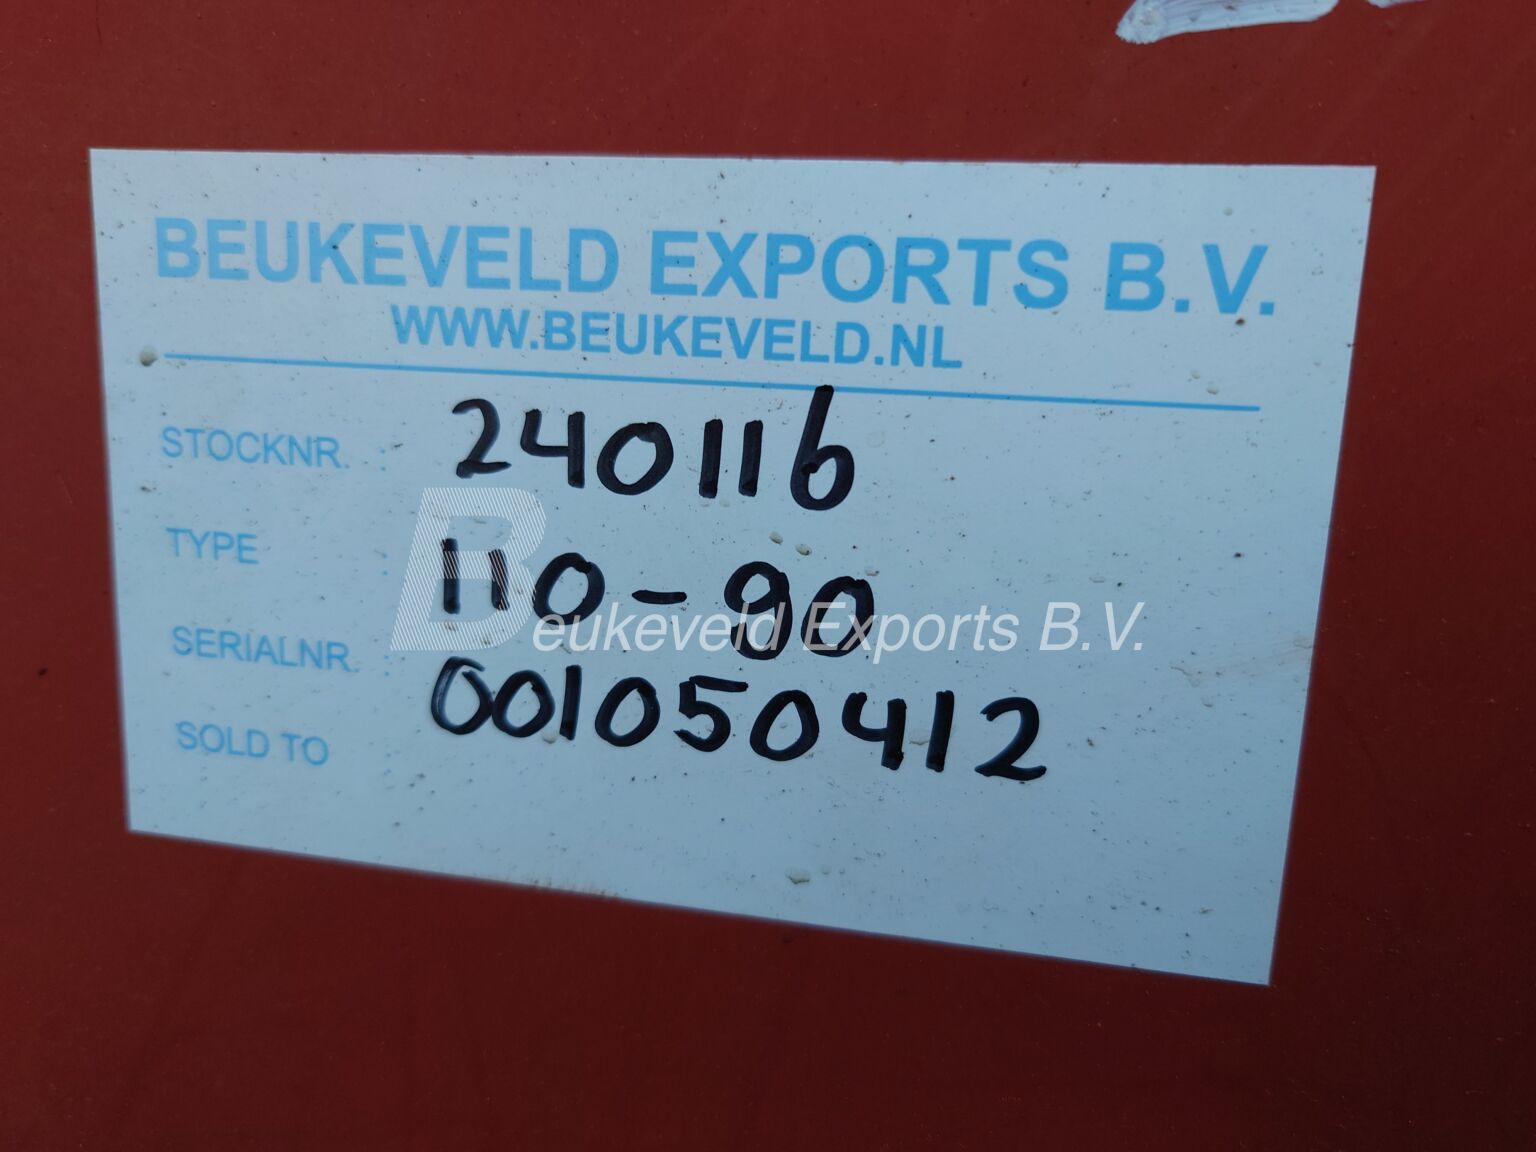 BEUKEVELD EXPORTS B.V.
WWW.BEUKEVELD.NL
STOCKNR. : 240116
TYPE : 110-90
Beukeveld Exports B.V.
SERIALNR. : 001050412
SOLD TO :